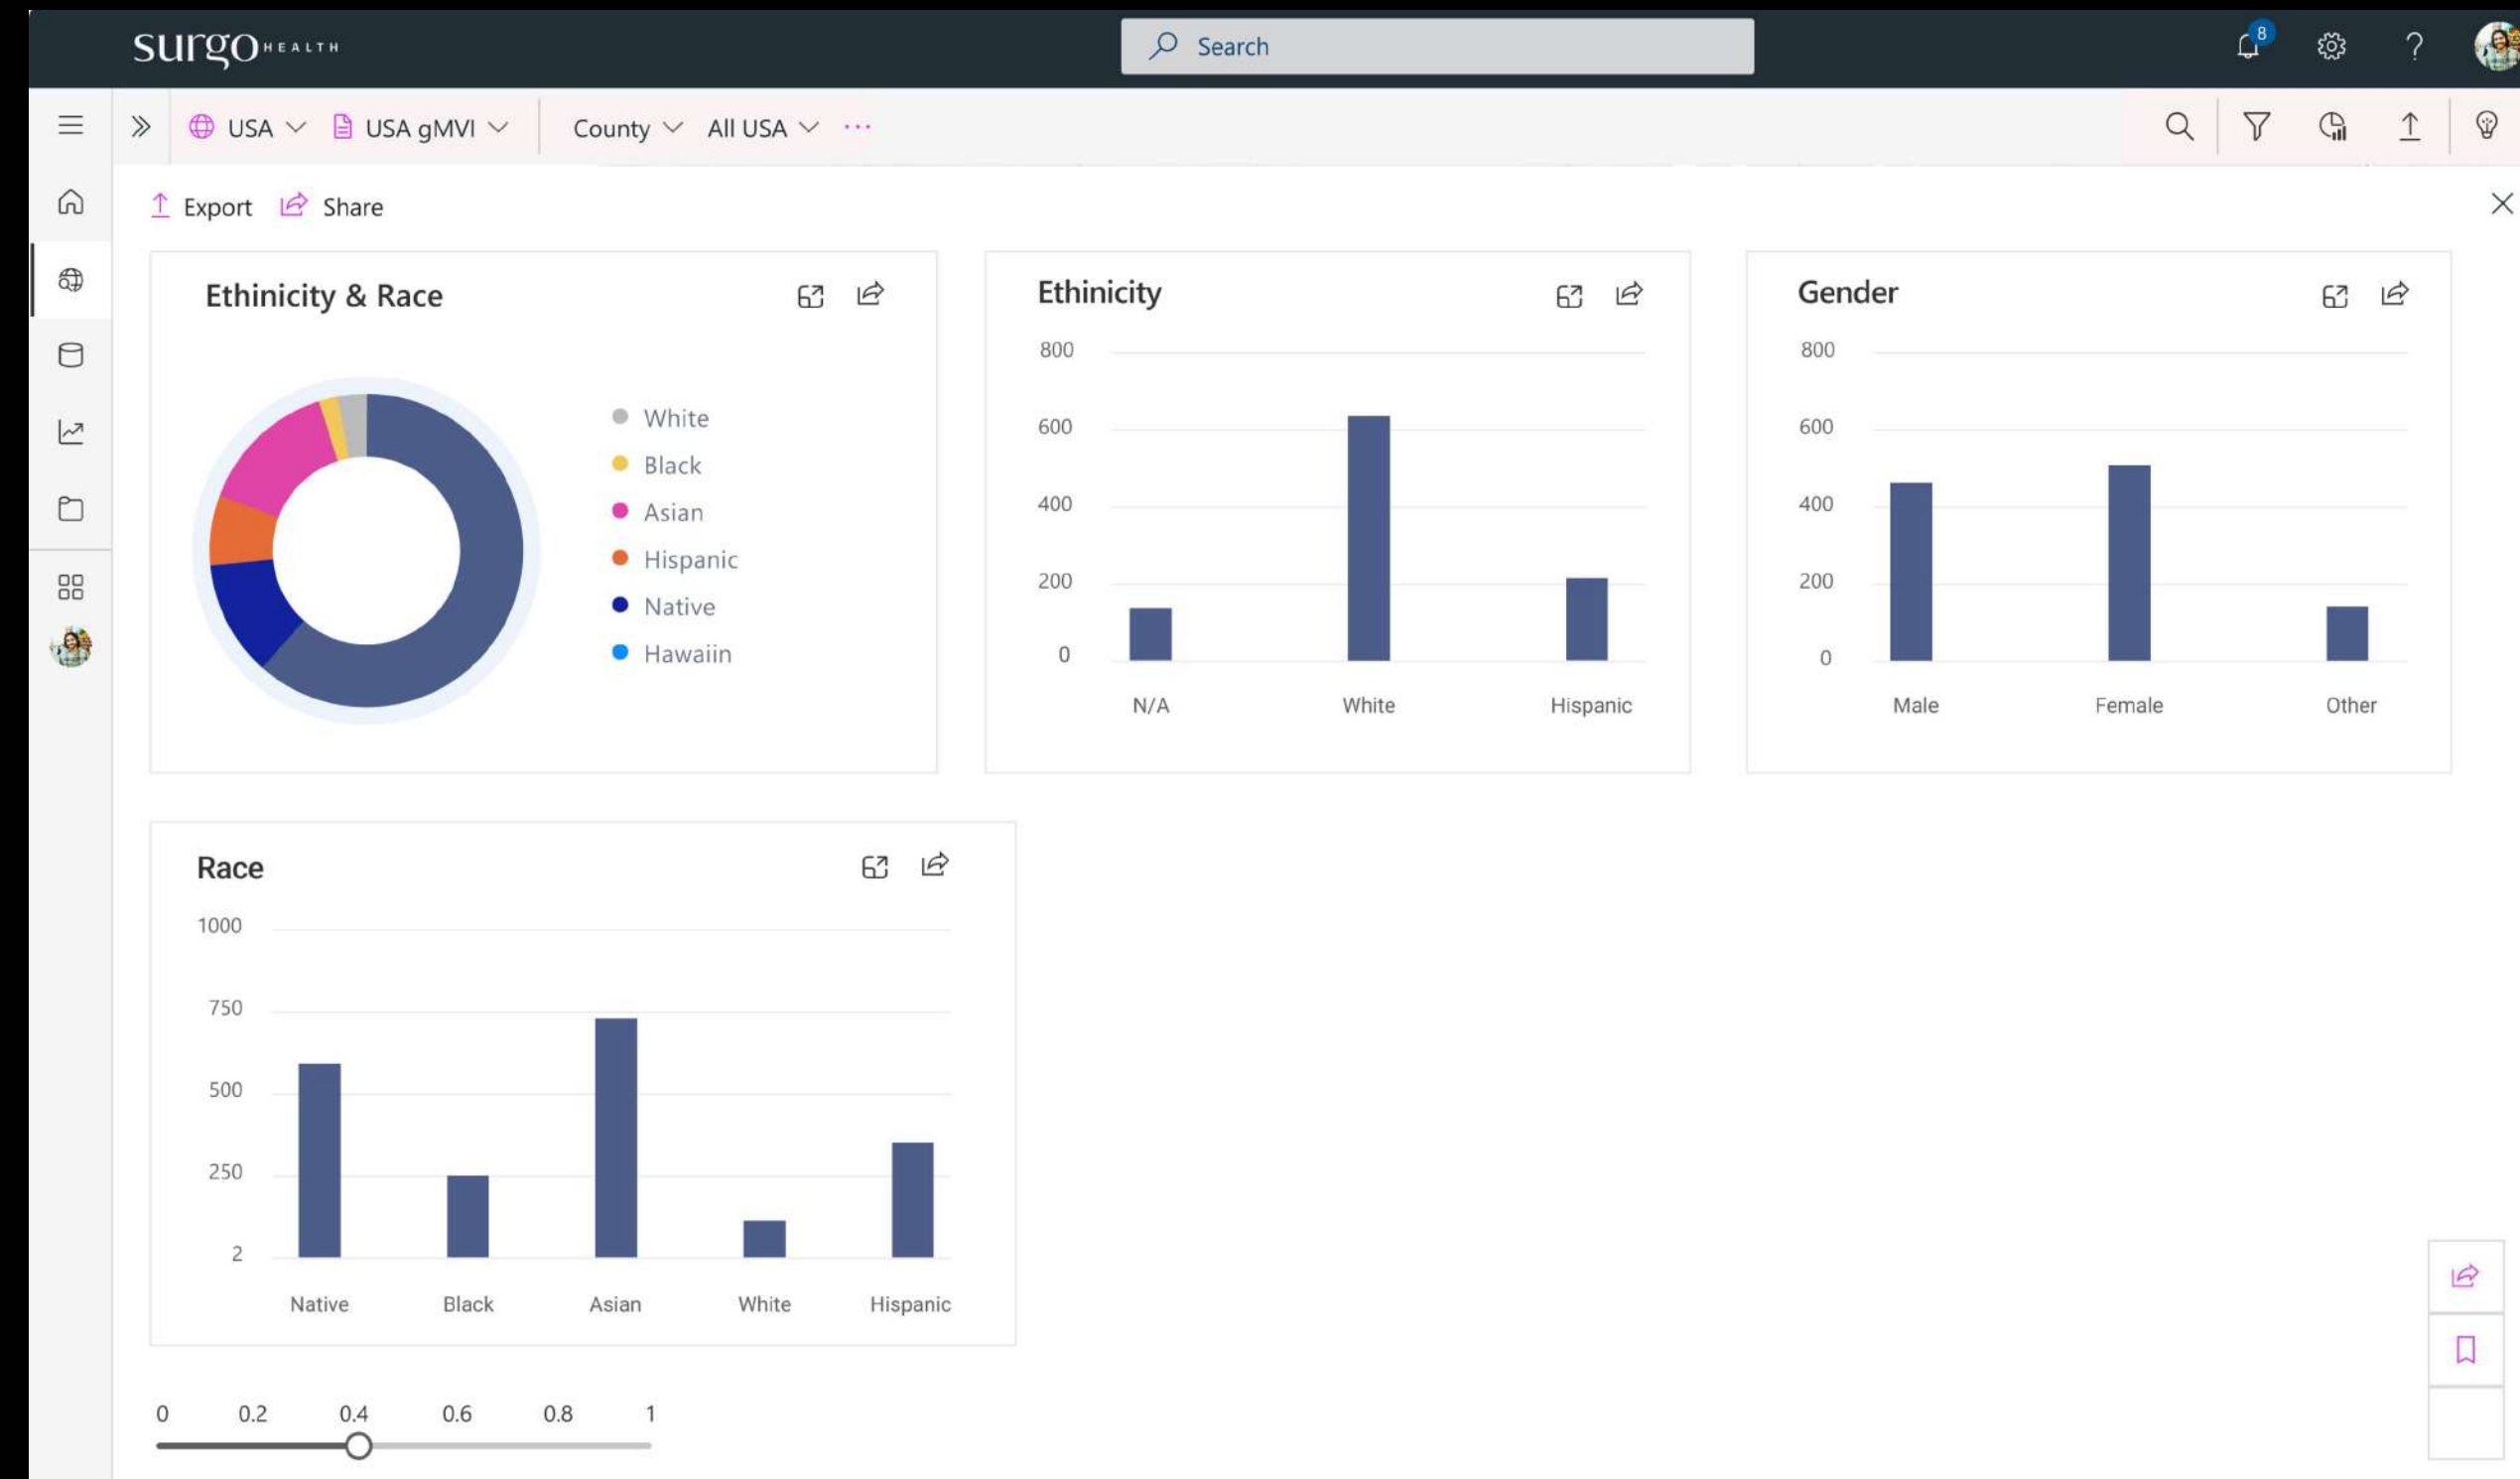 surgo HEALTH
Search
8
?
USA
USA gMVI
County
All USA
Export
Share
Ethinicity & Race
White
Black
Asian
Hispanic
Native
Hawaiin
Ethinicity
800
600
400
200
0
N/A White Hispanic
Gender
800
600
400
200
0
Male Female Other
Race
1000
750
500
250
2
Native Black Asian White Hispanic
0 0.2 0.4 0.6 0.8 1